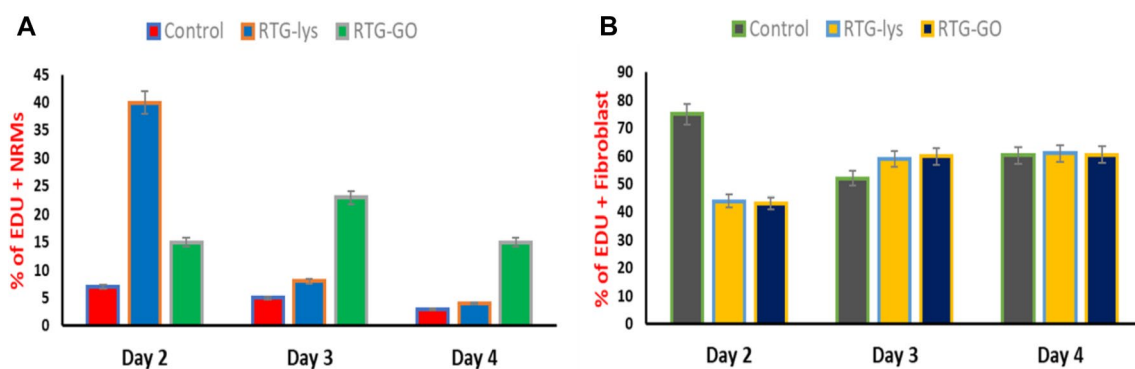 A
Control RTG-lys RTG-GO
% of EDU + NRMs
45
40
35
30
25
20
15
10
5
0
Day 2 Day 3 Day 4
B
Control RTG-lys RTG-GO
% of EDU + Fibroblast
90
80
70
60
50
40
30
20
10
0
Day 2 Day 3 Day 4